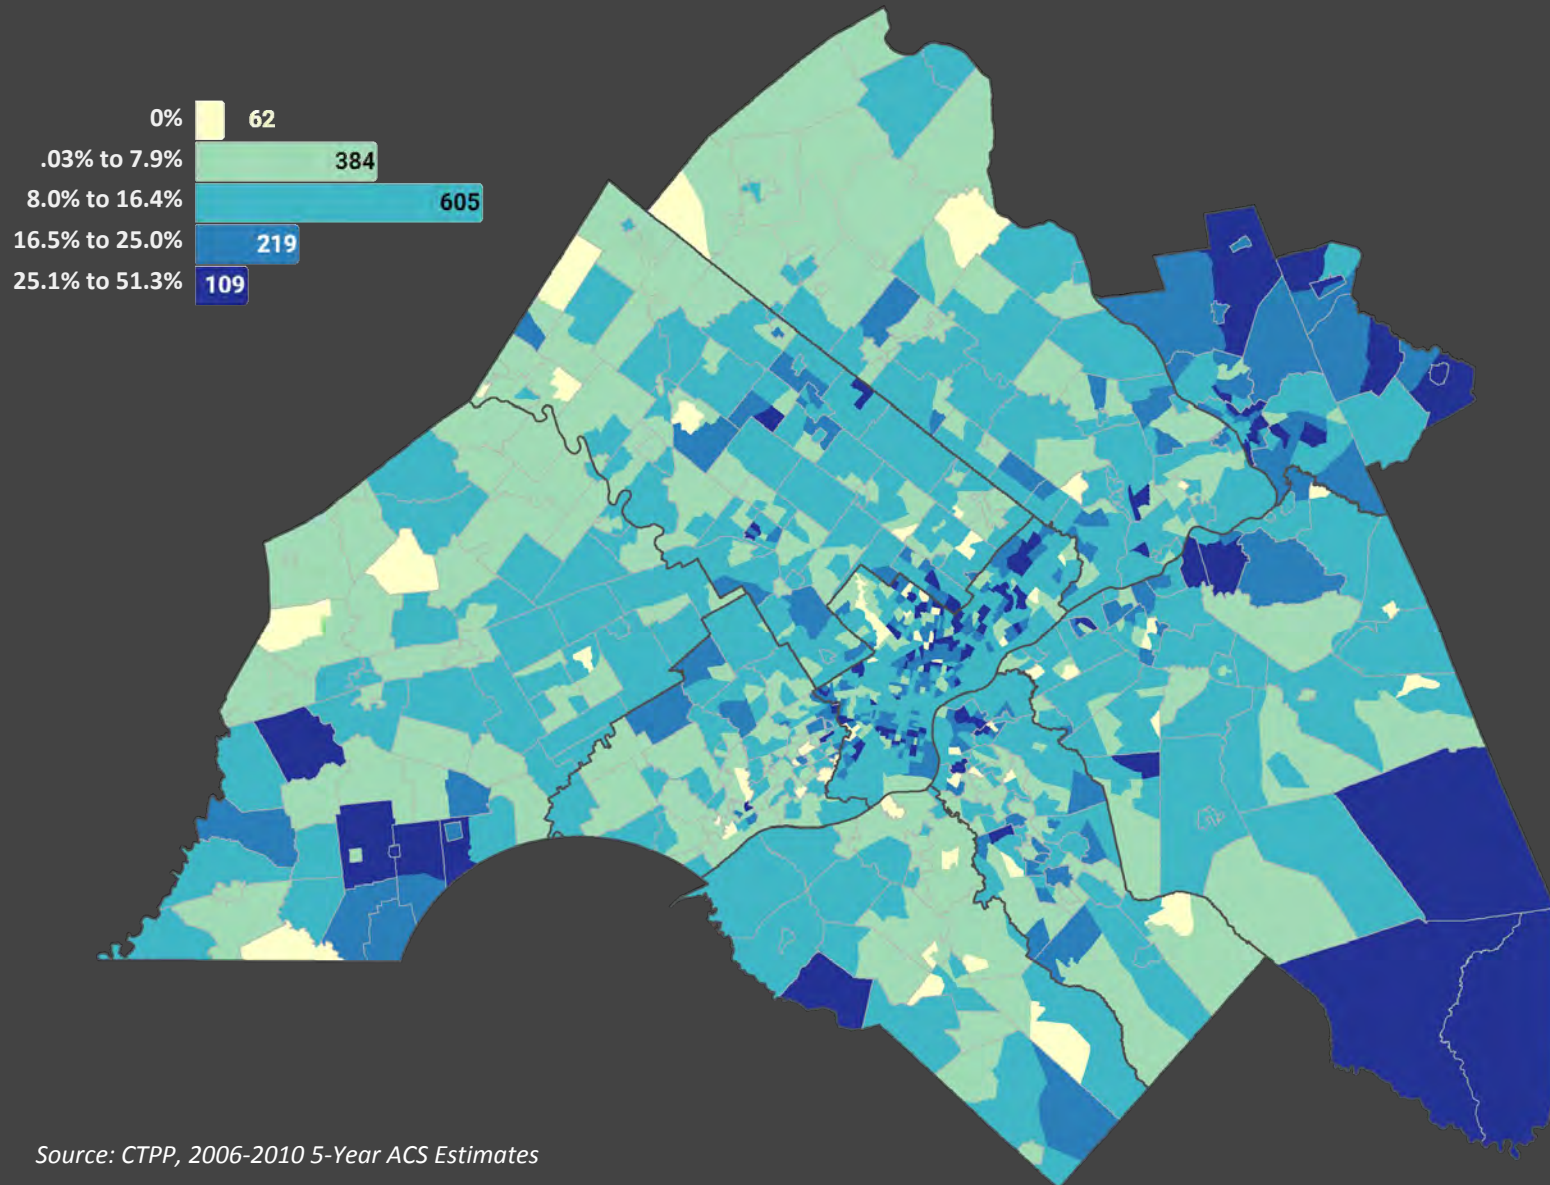 0% 62
.03% to 7.9% 384
8.0% to 16.4% 605
16.5% to 25.0% 219
25.1% to 51.3% 109
Source: CTPP, 2006-2010 5-Year ACS Estimates